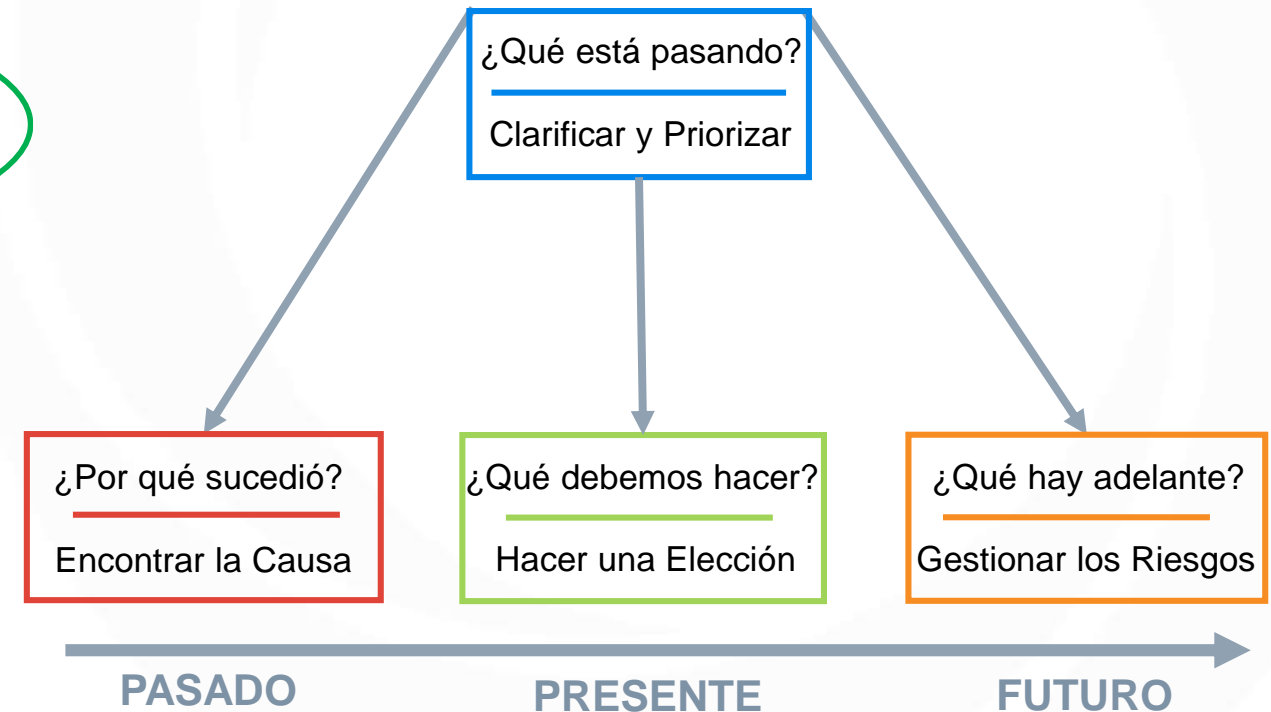 ¿Qué está pasando?
Clarificar y Priorizar
¿Por qué sucedió?
Encontrar la Causa
¿Qué debemos hacer?
Hacer una Elección
¿Qué hay adelante?
Gestionar los Riesgos
PASADO
PRESENTE
FUTURO